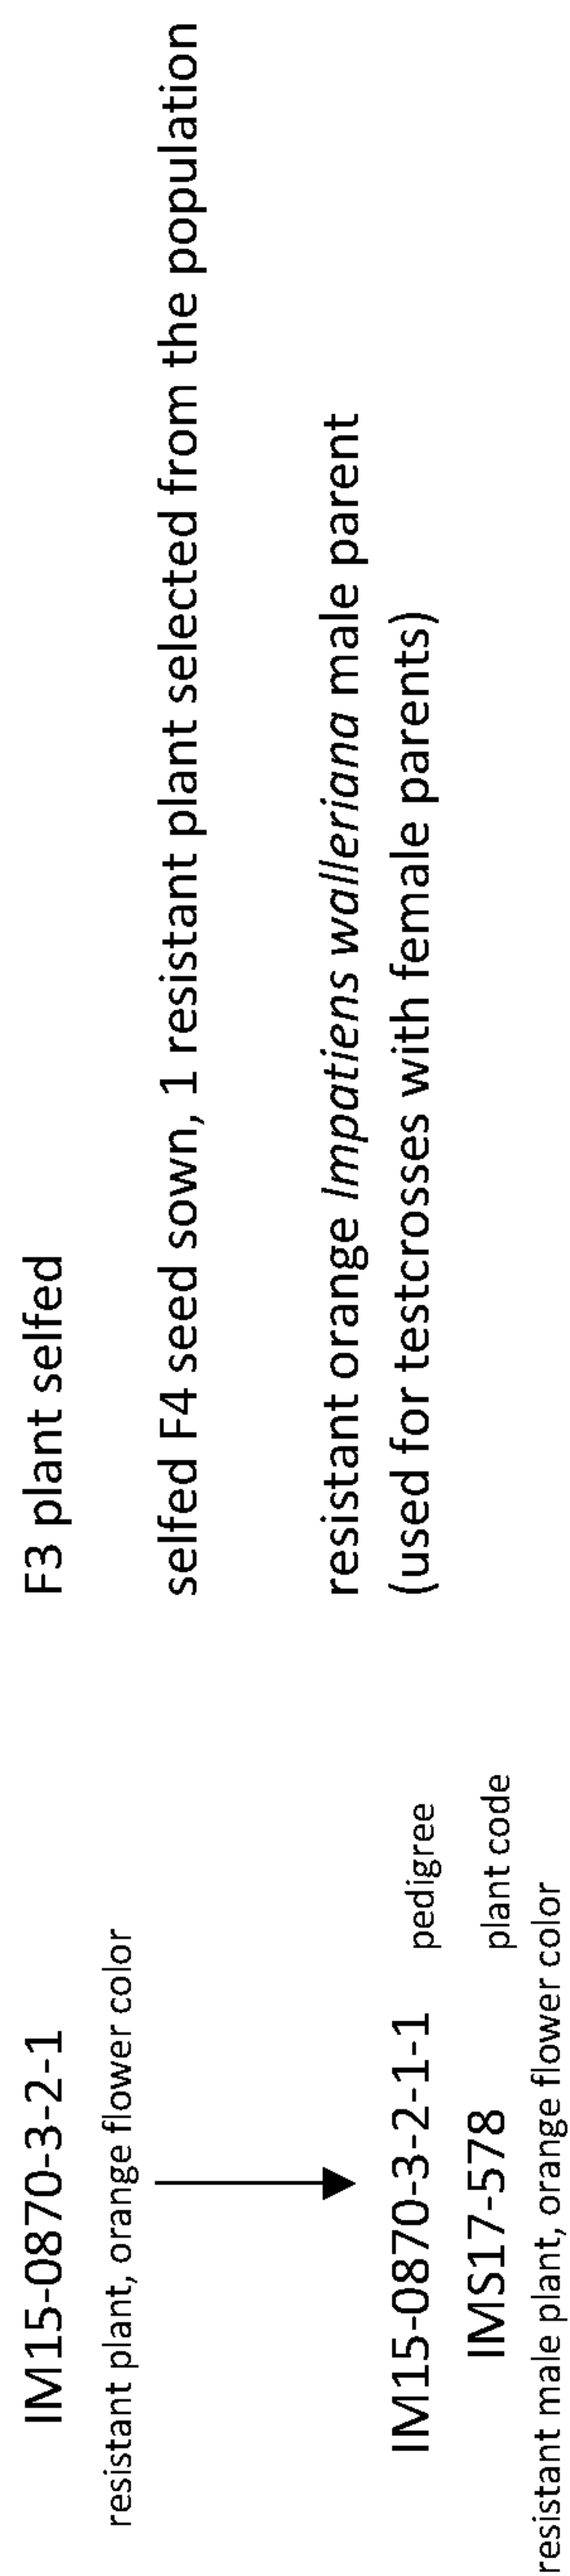 IM15-0870-3-2-1
resistant plant, orange flower color
F3 plant selfed
selfed F4 seed sown, 1 resistant plant selected from the population
IM15-0870-3-2-1-1 pedigree
IMS17-578 plant code
resistant male plant, orange flower color
resistant orange Impatiens walleriana male parent
(used for testcrosses with female parents)